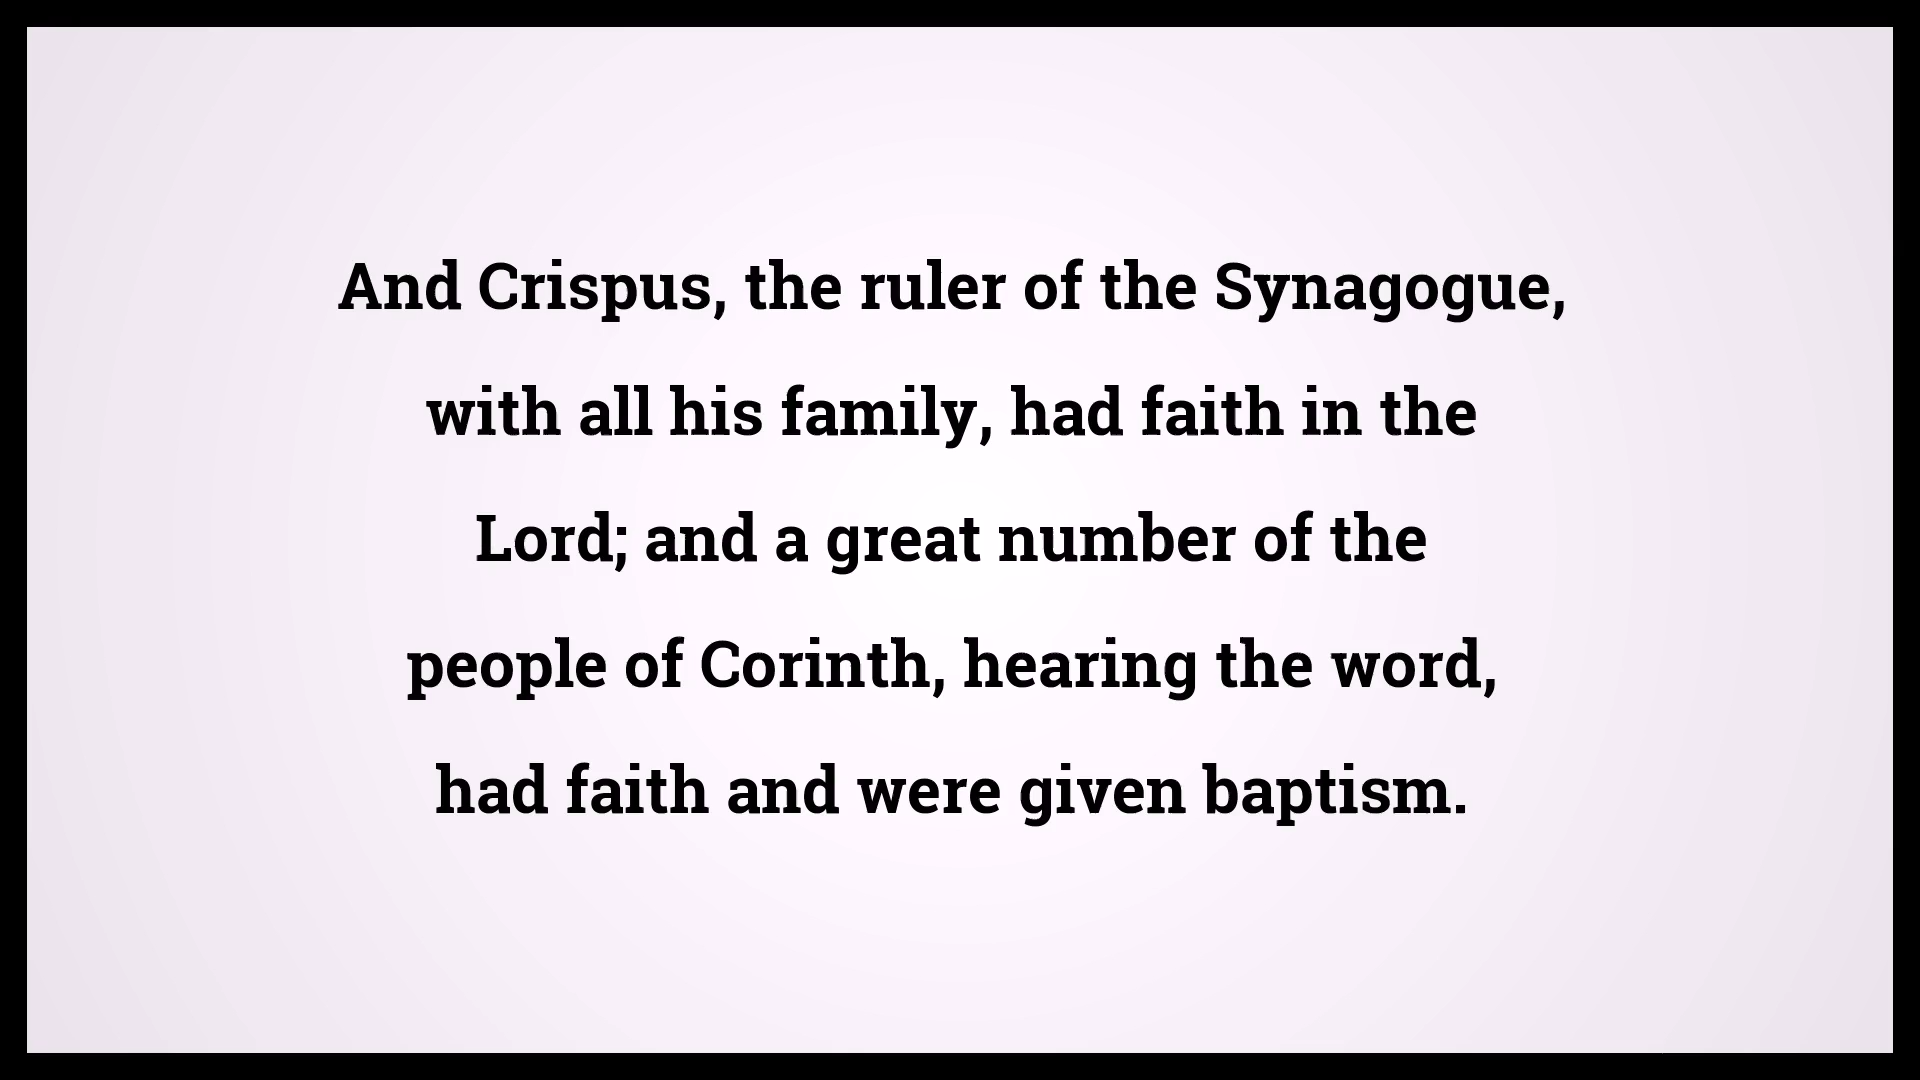 And Crispus, the ruler of the Synagogue,
with all his family, had faith in the
Lord; and a great number of the
people of Corinth, hearing the word,
had faith and were given baptism.